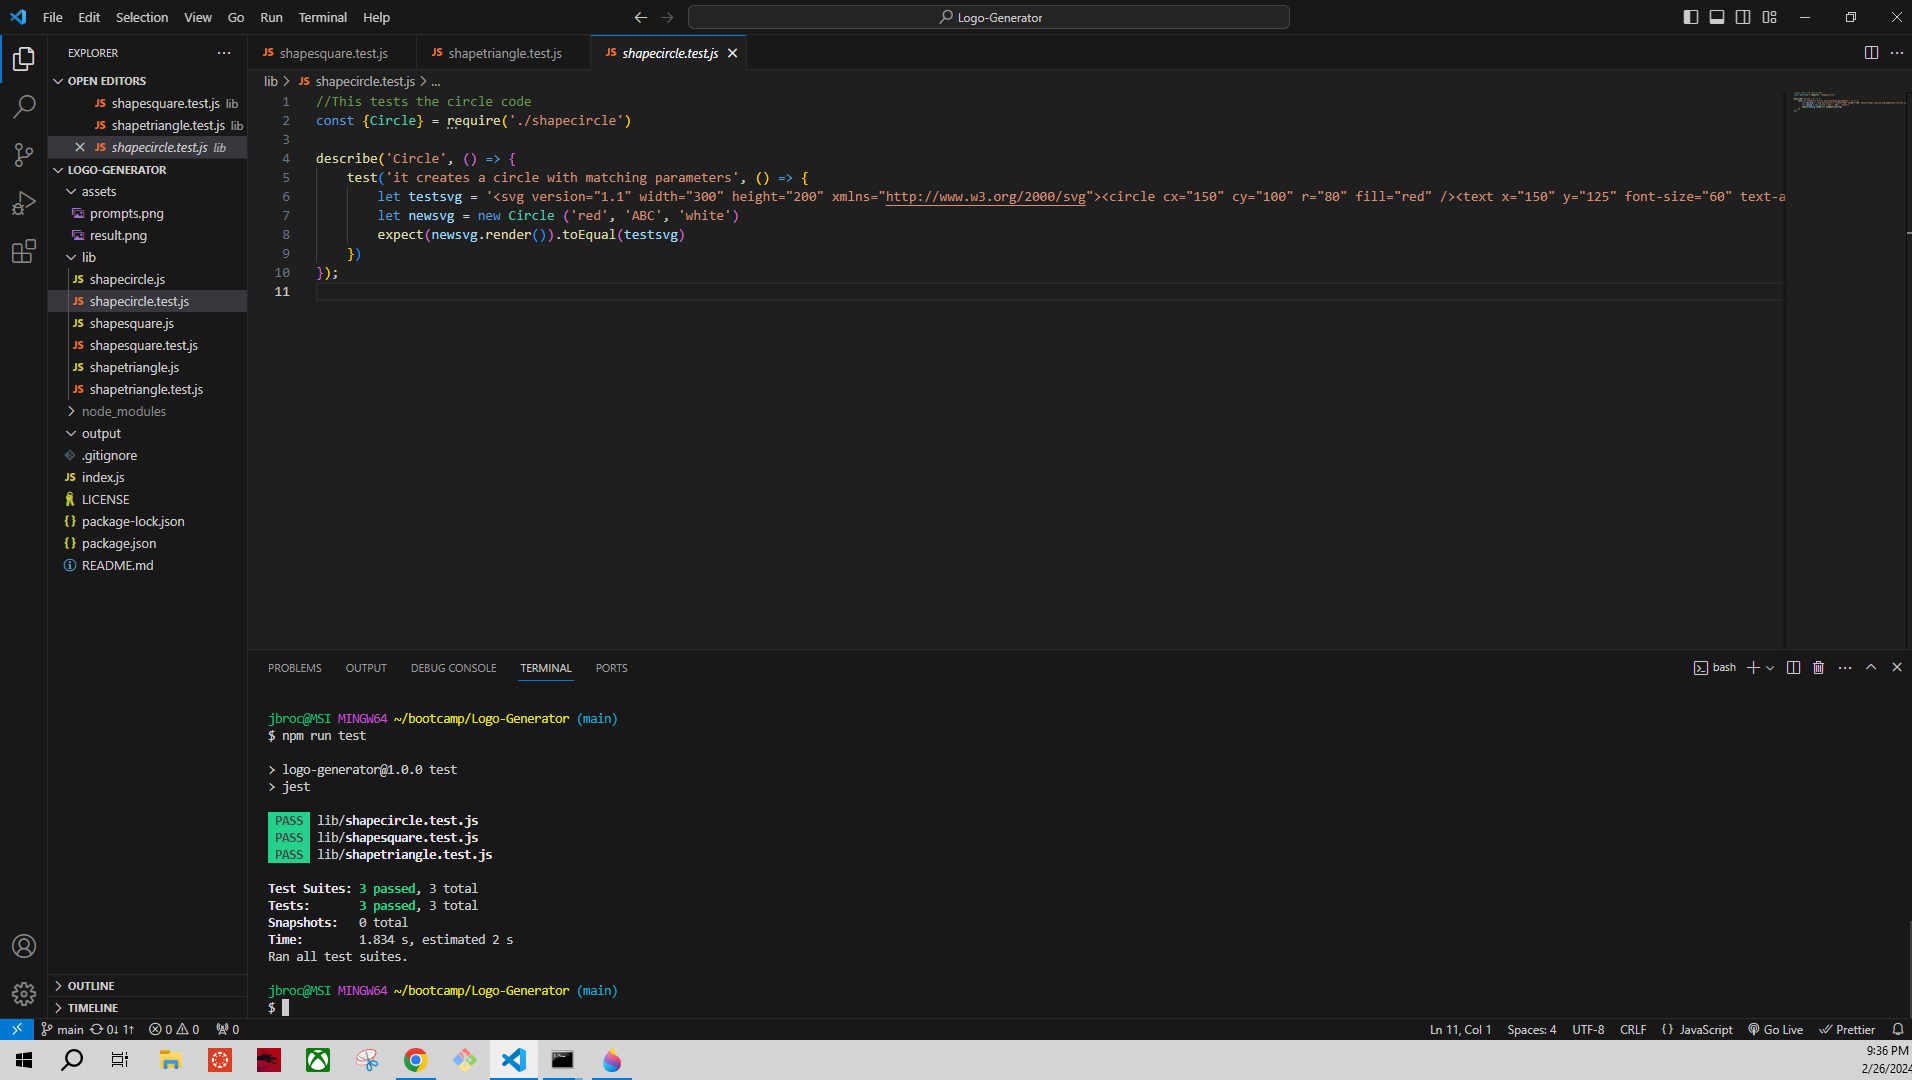 File Edit Selection View Go Run Terminal Help
Logo-Generator
EXPLORER
OPEN EDITORS
JS shapesquare.test.js lib
JS shapetriangle.test.js lib
JS shapecircle.test.js lib
LOGO-GENERATOR
assets
prompts.png
result.png
lib
JS shapecircle.js
JS shapecircle.test.js
JS shapesquare.js
JS shapesquare.test.js
JS shapetriangle.js
JS shapetriangle.test.js
node_modules
output
.gitignore
JS index.js
LICENSE
{} package-lock.json
{} package.json
README.md
OUTLINE
TIMELINE
JS shapesquare.test.js JS shapetriangle.test.js JS shapecircle.test.js
lib > JS shapecircle.test.js > ...
1 //This tests the circle code
2 const {Circle} = require('./shapecircle')
3
4 describe('Circle', () => {
5 test('it creates a circle with matching parameters', () => {
6 let testsvg = '<svg version="1.1" width="300" height="200" xmlns="http://www.w3.org/2000/svg"><circle cx="150" cy="100" r="80" fill="red" /><text x="150" y="125" font-size="60" text-a
7 let newsvg = new Circle ('red', 'ABC', 'white')
8 expect(newsvg.render()).toEqual(testsvg)
9 })
10 });
11
PROBLEMS OUTPUT DEBUG CONSOLE TERMINAL PORTS
bash
jbroc@MSI MINGW64 ~/bootcamp/Logo-Generator (main)
$ npm run test
> logo-generator@1.0.0 test
> jest
PASS lib/shapecircle.test.js
PASS lib/shapesquare.test.js
PASS lib/shapetriangle.test.js
Test Suites: 3 passed, 3 total
Tests: 3 passed, 3 total
Snapshots: 0 total
Time: 1.834 s, estimated 2 s
Ran all test suites.
jbroc@MSI MINGW64 ~/bootcamp/Logo-Generator (main)
$
main 0↓ 1↑ 0 0 0 Ln 11, Col 1 Spaces: 4 UTF-8 CRLF {} JavaScript Go Live Prettier
9:36 PM
2/26/2024